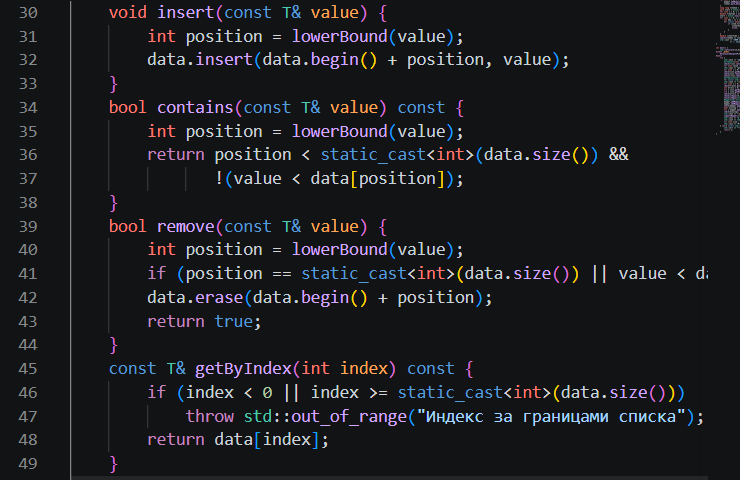 30 void insert(const T& value) {
31 int position = lowerBound(value);
32 data.insert(data.begin() + position, value);
33 }
34 bool contains(const T& value) const {
35 int position = lowerBound(value);
36 return position < static_cast<int>(data.size()) &&
37 !(value < data[position]);
38 }
39 bool remove(const T& value) {
40 int position = lowerBound(value);
41 if (position == static_cast<int>(data.size()) || value < da
42 data.erase(data.begin() + position);
43 return true;
44 }
45 const T& getByIndex(int index) const {
46 if (index < 0 || index >= static_cast<int>(data.size()))
47 throw std::out_of_range("Индекс за границами списка");
48 return data[index];
49 }